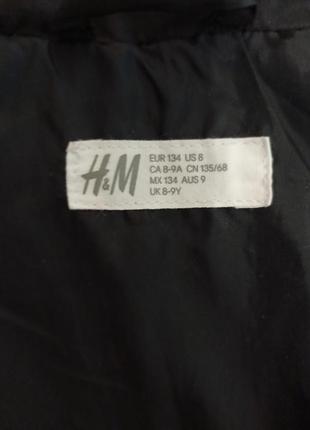 H&M
EUR 134 US 8
CA 8-9A CN 135/68
MX 134 AUS 9
UK 8-9Y